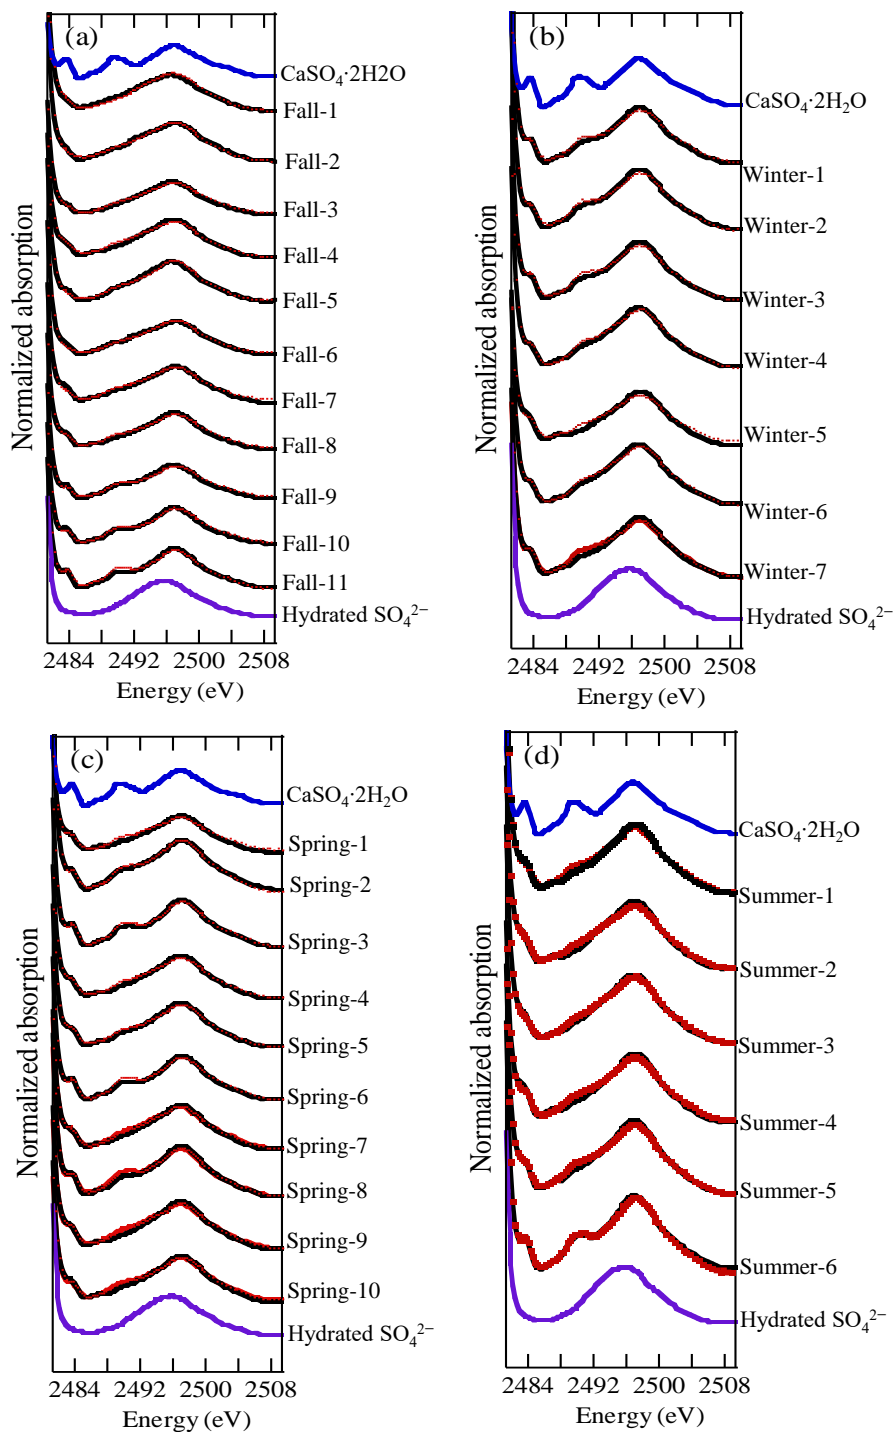 (a)
CaSO₄·2H2O
Fall-1
Fall-2
Fall-3
Fall-4
Fall-5
Fall-6
Fall-7
Fall-8
Fall-9
Fall-10
Fall-11
Hydrated SO₄²⁻
Normalized absorption
2484 2492 2500 2508
Energy (eV)
(b)
CaSO₄·2H₂O
Winter-1
Winter-2
Winter-3
Winter-4
Winter-5
Winter-6
Winter-7
Hydrated SO₄²⁻
Normalized absorption
2484 2492 2500 2508
Energy (eV)
(c)
CaSO₄·2H₂O
Spring-1
Spring-2
Spring-3
Spring-4
Spring-5
Spring-6
Spring-7
Spring-8
Spring-9
Spring-10
Hydrated SO₄²⁻
Normalized absorption
2484 2492 2500 2508
Energy (eV)
(d)
CaSO₄·2H₂O
Summer-1
Summer-2
Summer-3
Summer-4
Summer-5
Summer-6
Hydrated SO₄²⁻
Normalized absorption
2484 2492 2500 2508
Energy (eV)